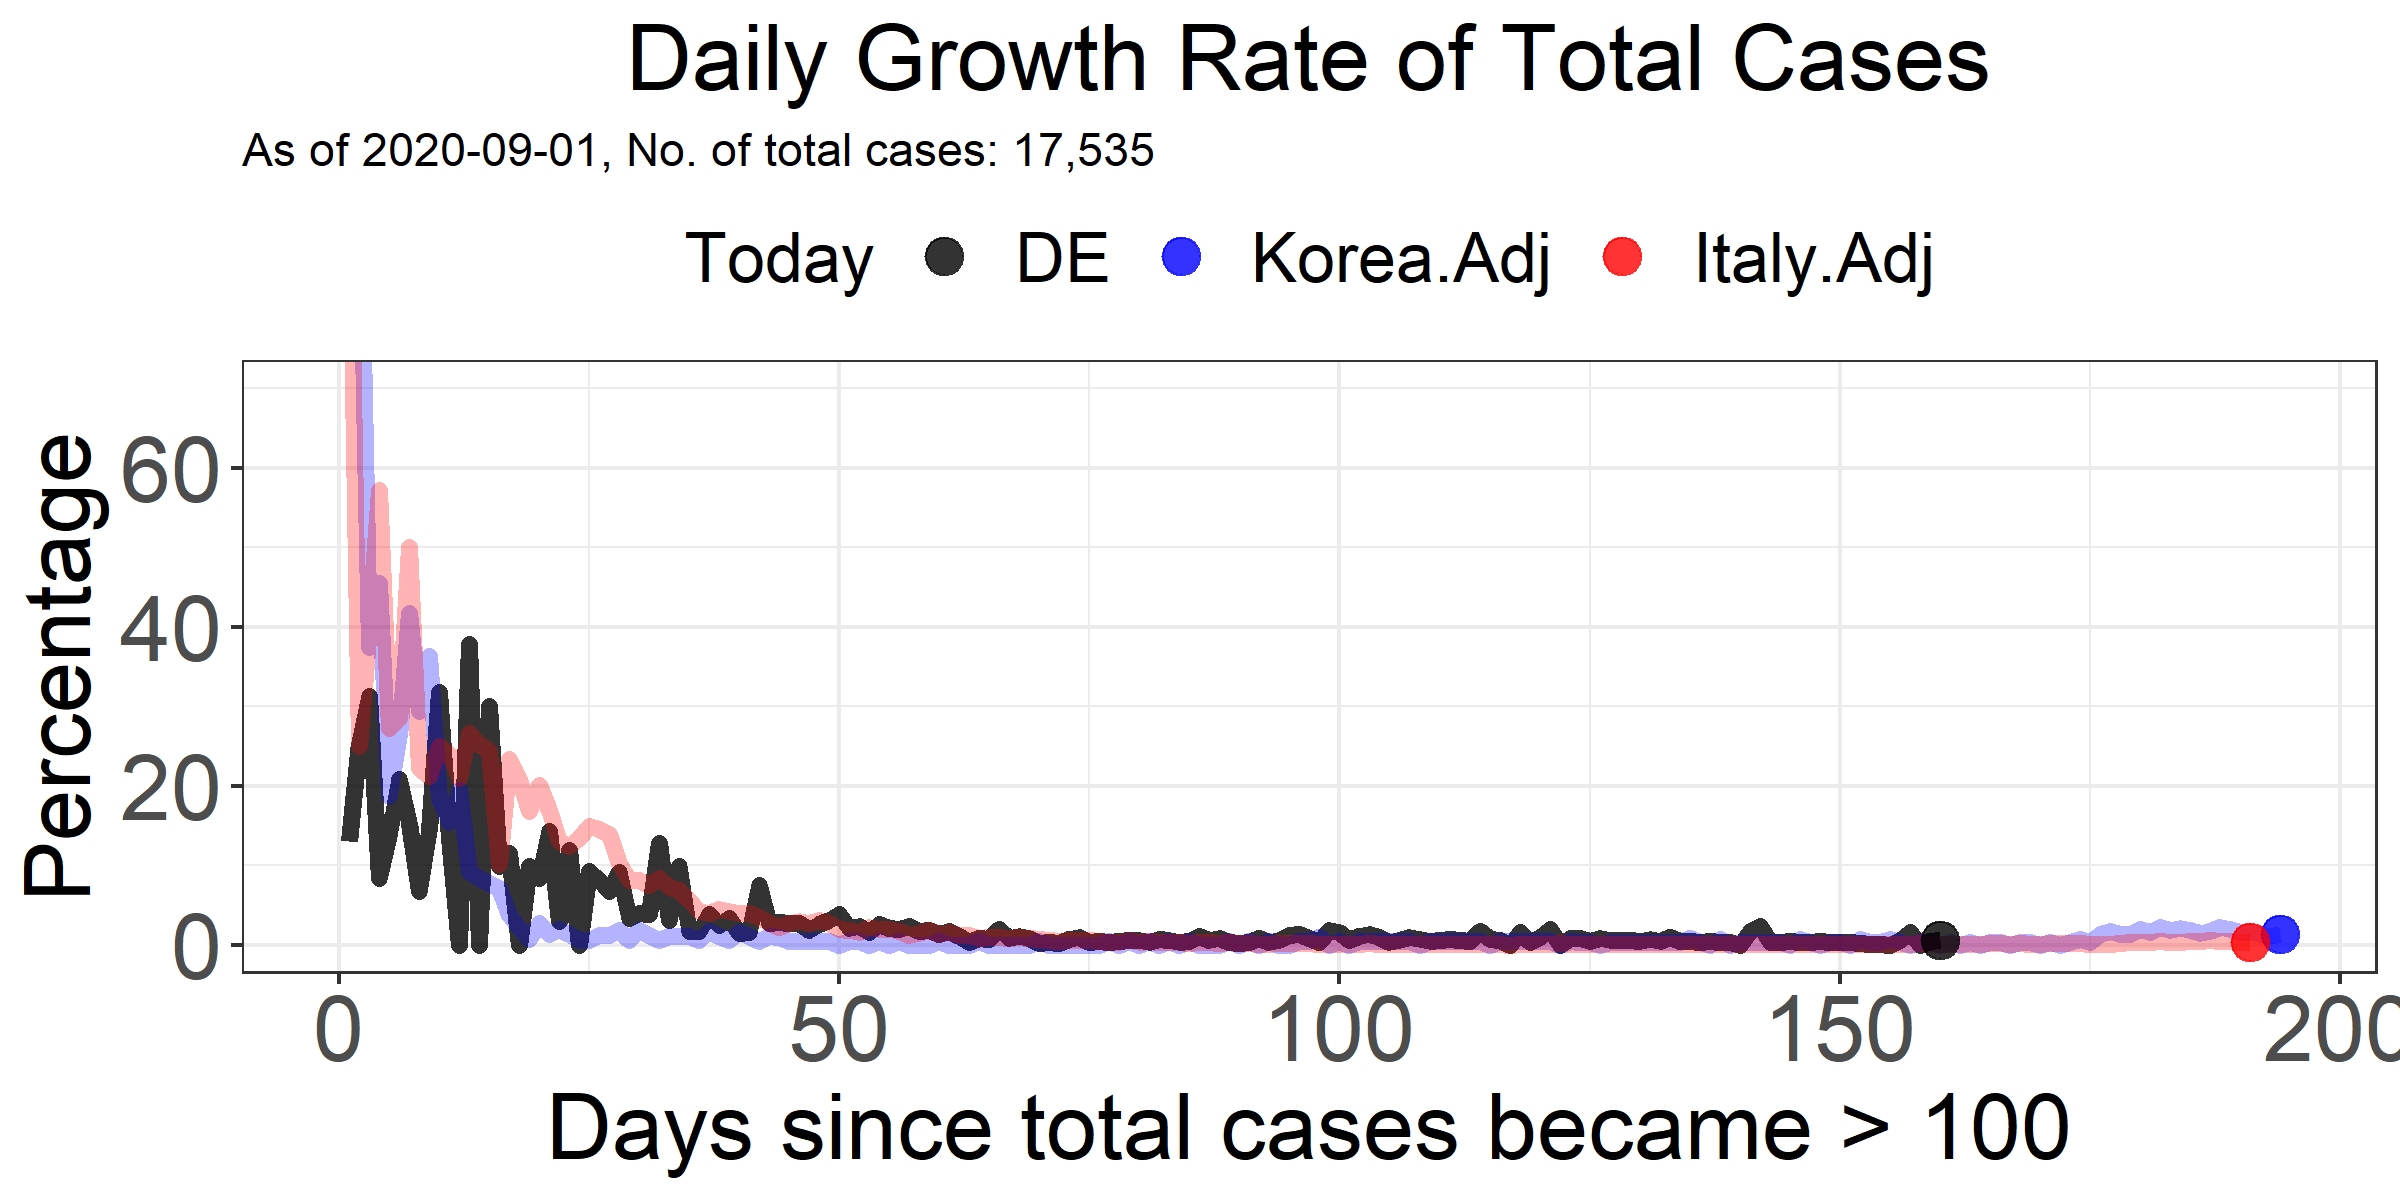 Daily Growth Rate of Total Cases
As of 2020-09-01, No. of total cases: 17,535
Today DE Korea.Adj Italy.Adj
Percentage
60
40
20
0
0 50 100 150 200
Days since total cases became > 100